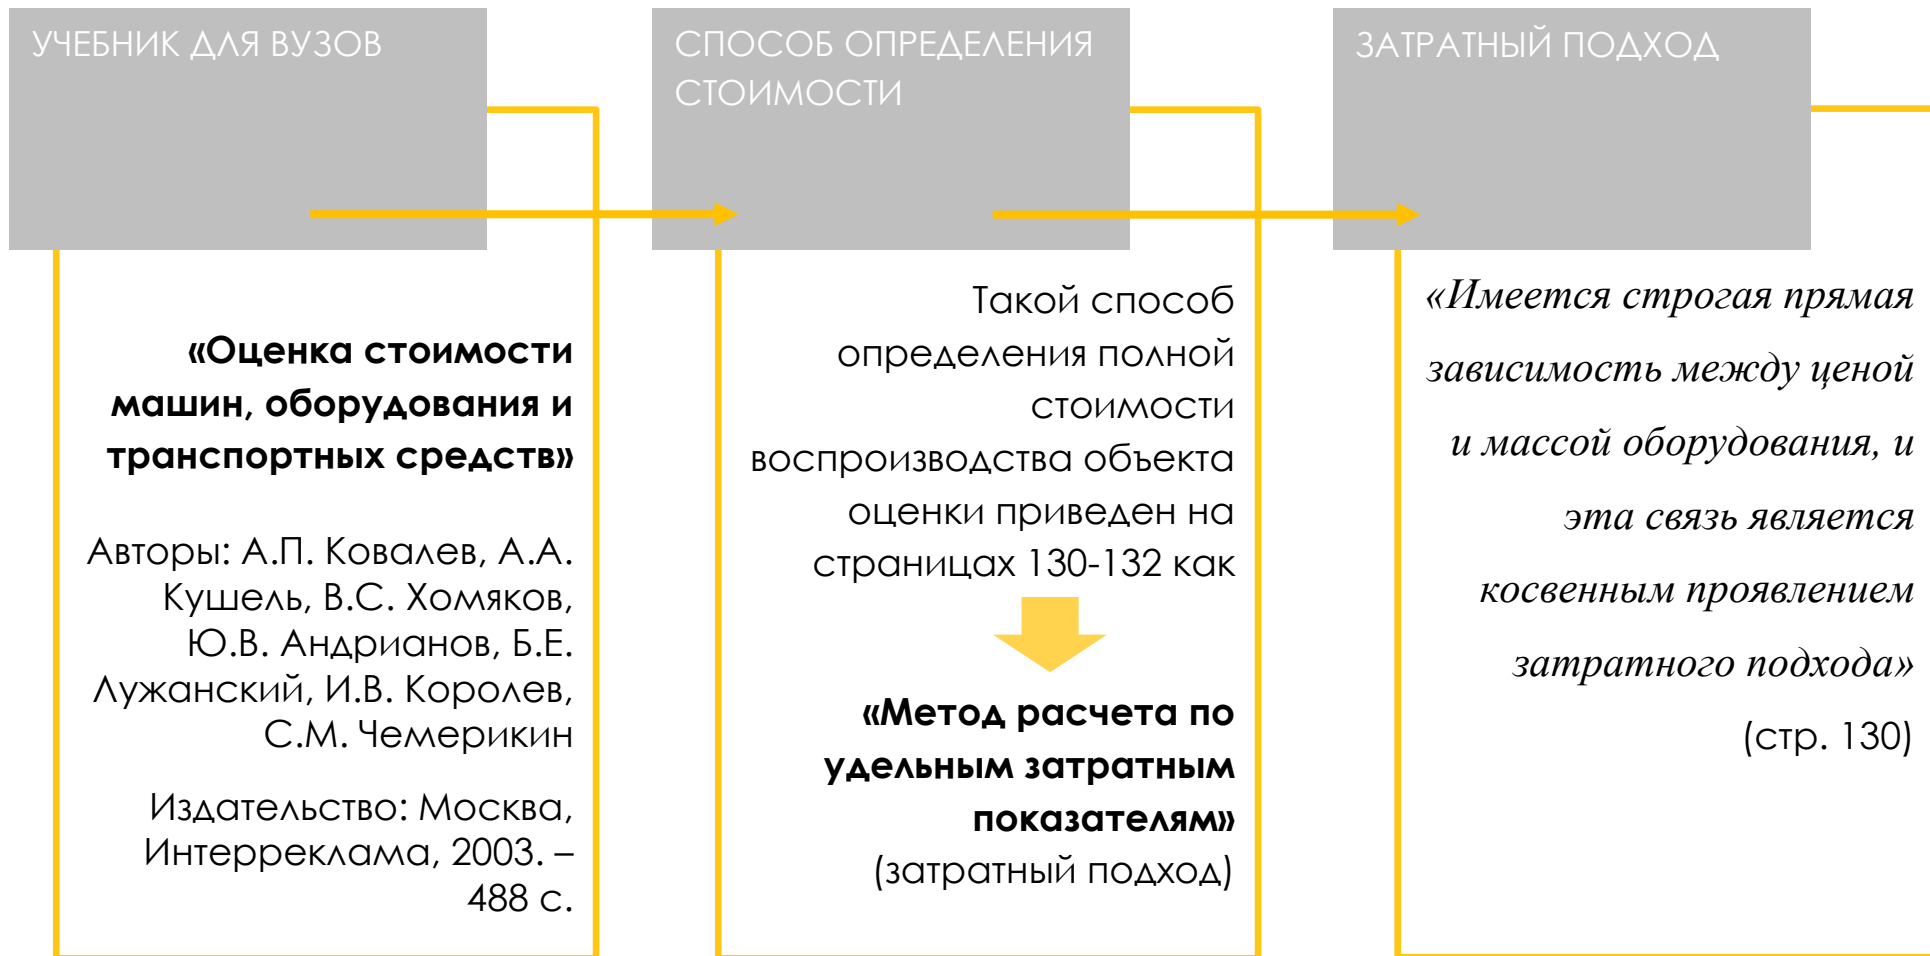 УЧЕБНИК ДЛЯ ВУЗОВ
«Оценка стоимости
машин, оборудования и
транспортных средств»
Авторы: А.П. Ковалев, А.А.
Кушель, В.С. Хомяков,
Ю.В. Андрианов, Б.Е.
Лужанский, И.В. Королев,
С.М. Чемерикин
Издательство: Москва,
Интерреклама, 2003. –
488 с.
СПОСОБ ОПРЕДЕЛЕНИЯ
СТОИМОСТИ
Такой способ
определения полной
стоимости
воспроизводства объекта
оценки приведен на
страницах 130-132 как
«Метод расчета по
удельным затратным
показателям»
(затратный подход)
ЗАТРАТНЫЙ ПОДХОД
«Имеется строгая прямая
зависимость между ценой
и массой оборудования, и
эта связь является
косвенным проявлением
затратного подхода»
(стр. 130)